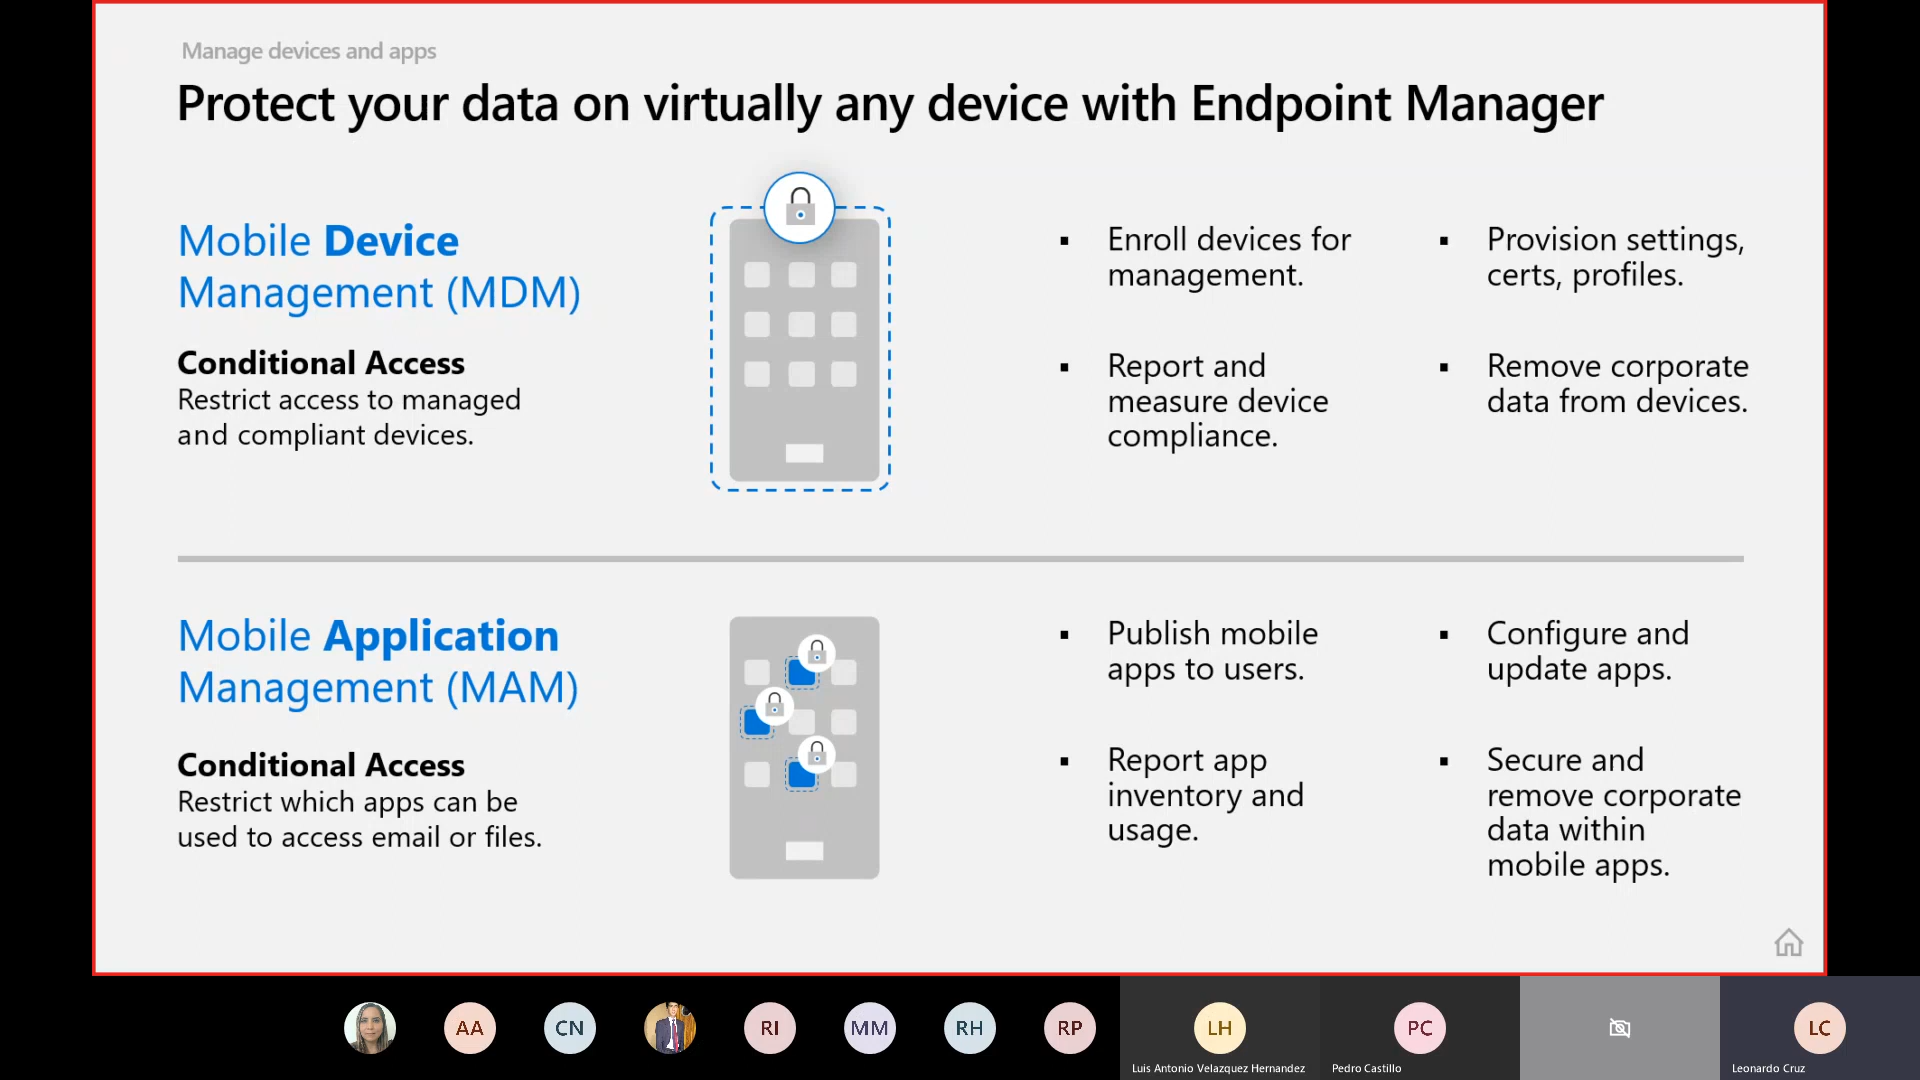 Manage devices and apps
Protect your data on virtually any device with Endpoint Manager
Mobile Device
Management (MDM)
Conditional Access
Restrict access to managed
and compliant devices.
▪ Enroll devices for
management.
▪ Report and
measure device
compliance.
▪ Provision settings,
certs, profiles.
▪ Remove corporate
data from devices.
Mobile Application
Management (MAM)
Conditional Access
Restrict which apps can be
used to access email or files.
▪ Publish mobile
apps to users.
▪ Report app
inventory and
usage.
▪ Configure and
update apps.
▪ Secure and
remove corporate
data within
mobile apps.
AA
CN
RI
MM
RH
RP
LH
Luis Antonio Velazquez Hernandez
PC
Pedro Castillo
LC
Leonardo Cruz